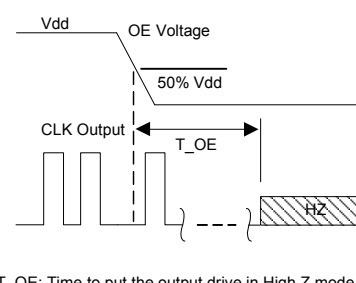 Vdd
OE Voltage
50% Vdd
CLK Output
T_OE
HZ
T_OE: Time to put the output drive in High Z mode